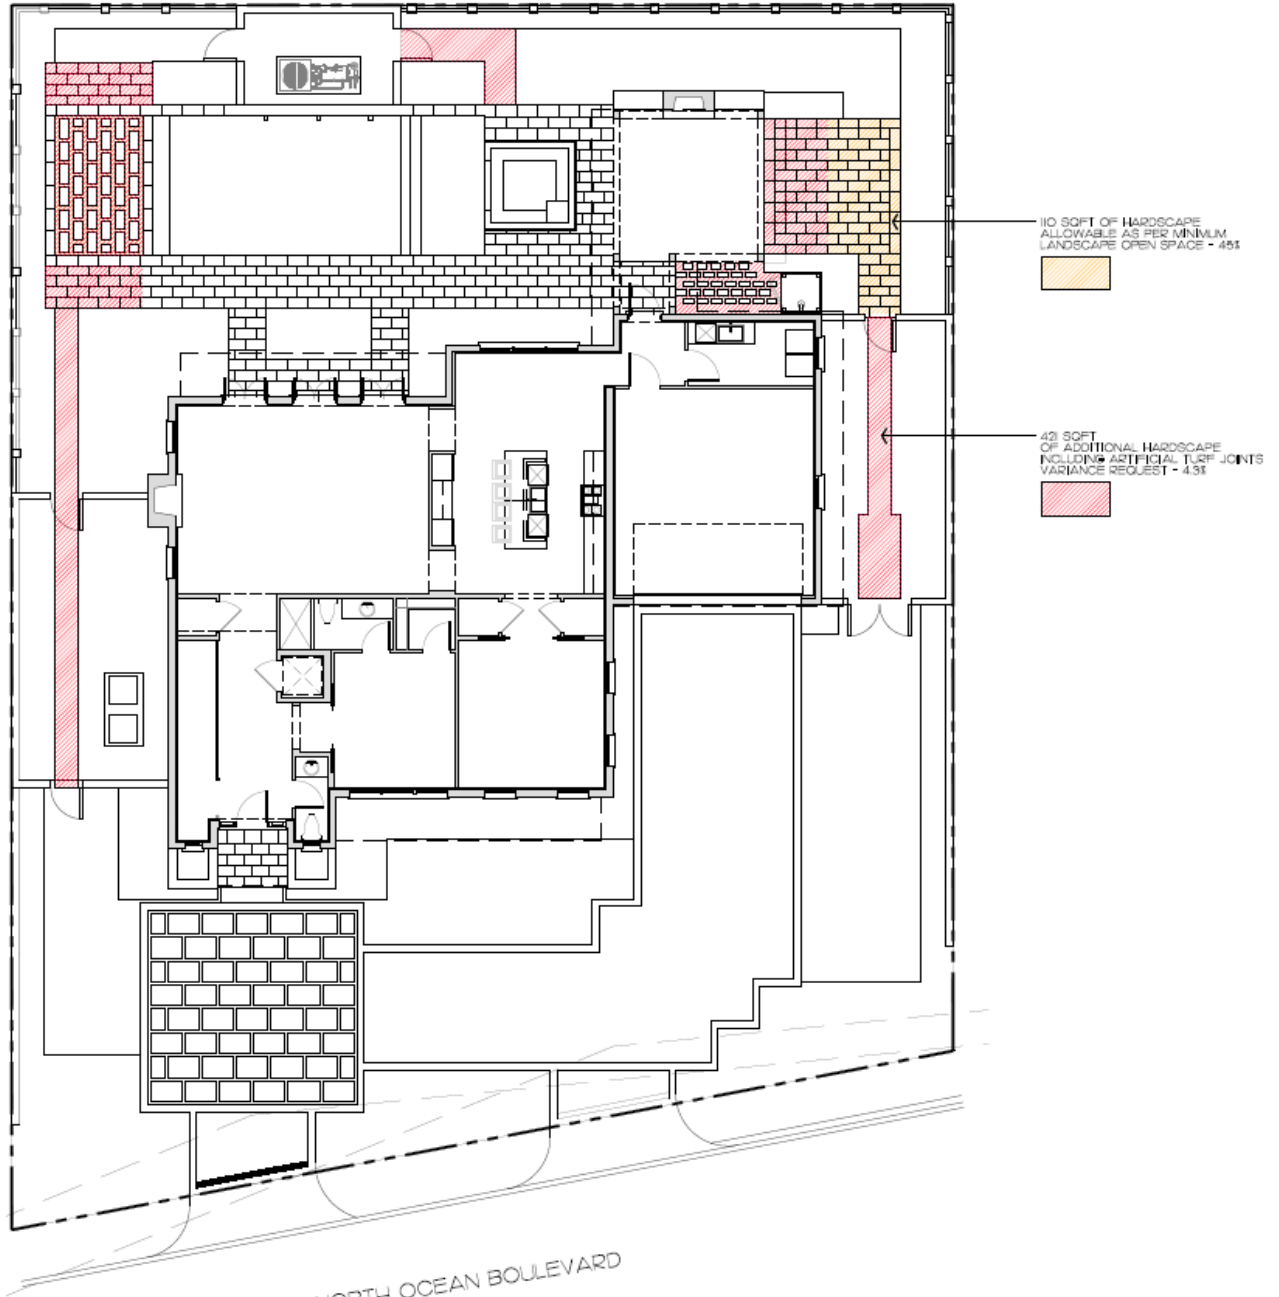 110 SQFT OF HARDSCAPE
ALLOWABLE AS PER MINIMUM
LANDSCAPE OPEN SPACE - 45%
421 SQFT
OF ADDITIONAL HARDSCAPE
INCLUDING ARTIFICIAL TURF JOINTS
VARIANCE REQUEST - 4.3%
NORTH OCEAN BOULEVARD